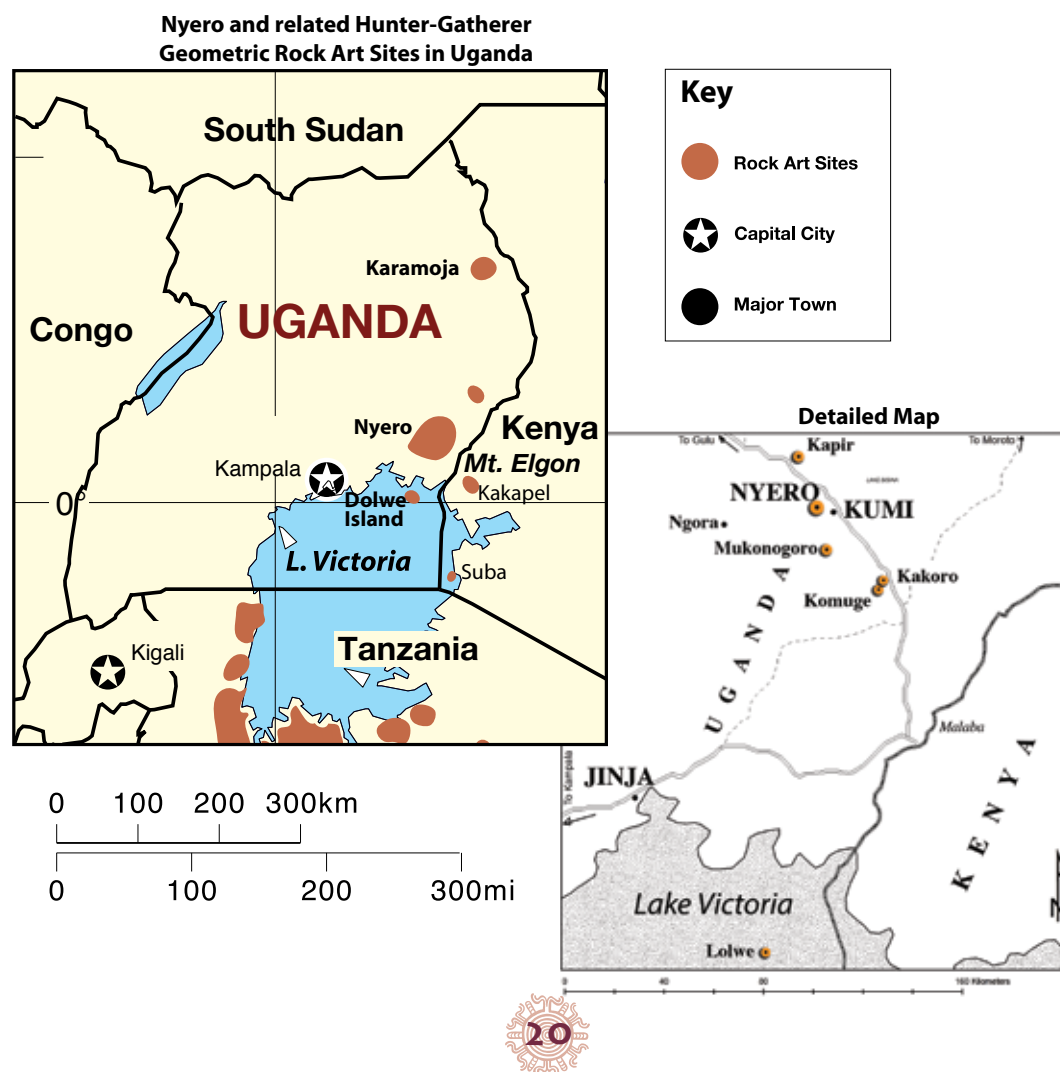 Nyero and related Hunter-Gatherer
Geometric Rock Art Sites in Uganda
South Sudan
Karamoja
UGANDA
Congo
Nyero
Kenya
Mt. Elgon
Kampala
Kakapel
0°
Dolwe
Island
L. Victoria
Suba
Tanzania
Kigali
0 100 200 300km
0 100 200 300mi
Key
Rock Art Sites
Capital City
Major Town
Detailed Map
To Gulu
To Moroto
Kapir
NYERO
KUMI
Ngora
Mukonogoro
Kakoro
Komuge
UGANDA
Malaba
KENYA
JINJA
To Kampala
Lake Victoria
Lolwe
0 40 80 160 Kilometers
20